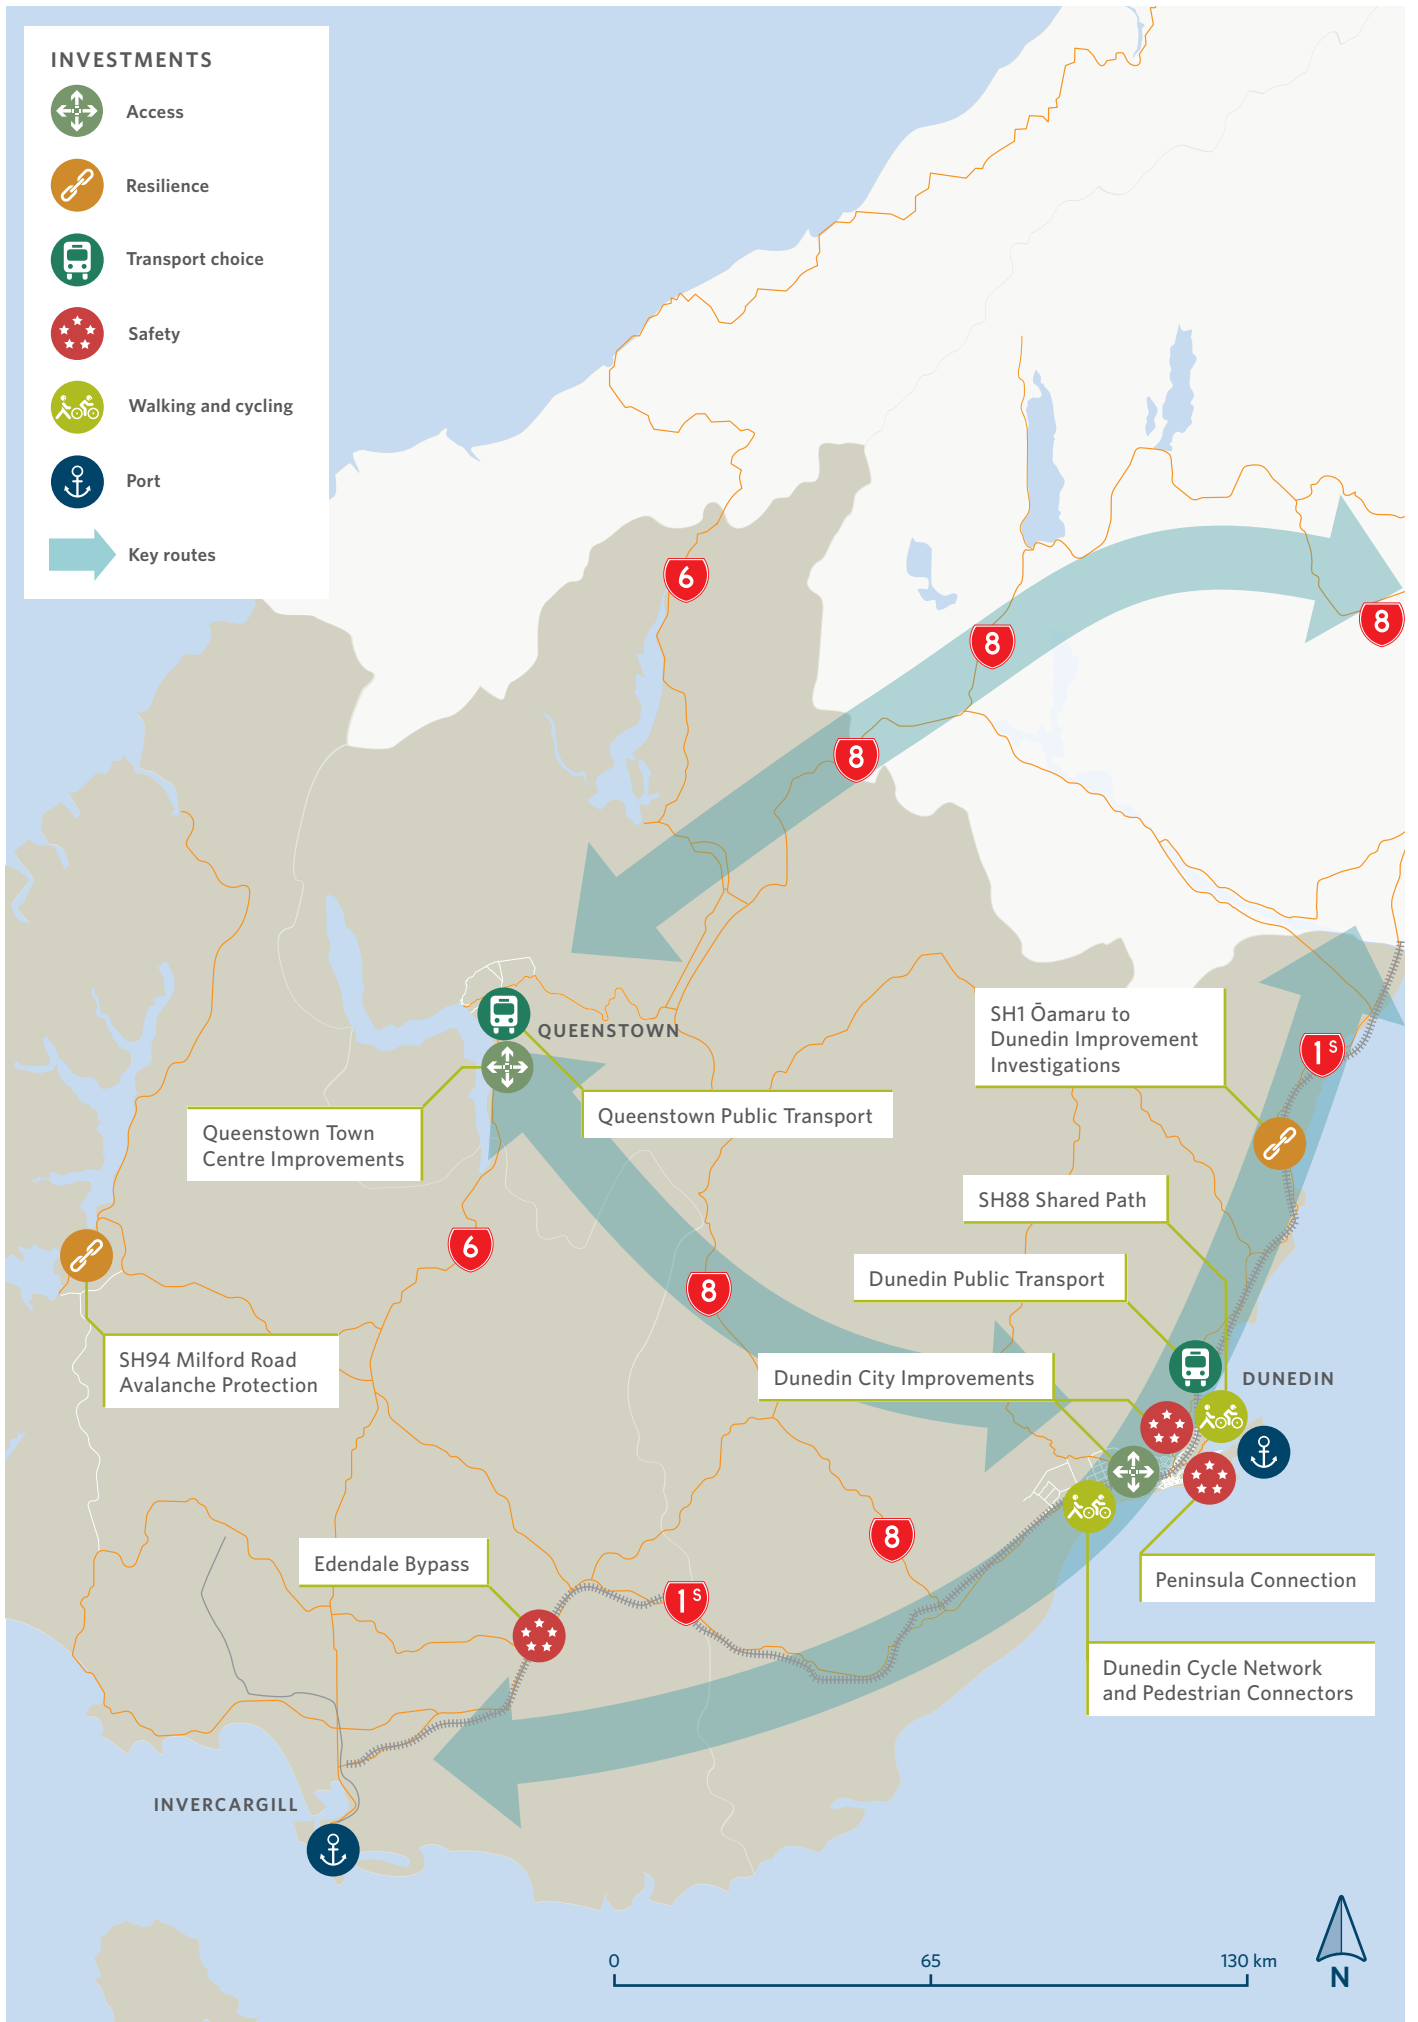 INVESTMENTS
Access
Resilience
Transport choice
Safety
Walking and cycling
Port
Key routes
6
8
8
8
QUEENSTOWN
SH1 Ōamaru to
Dunedin Improvement
Investigations
1S
Queenstown Public Transport
Queenstown Town
Centre Improvements
SH88 Shared Path
6
Dunedin Public Transport
8
SH94 Milford Road
Avalanche Protection
Dunedin City Improvements
DUNEDIN
8
Edendale Bypass
Peninsula Connection
1S
Dunedin Cycle Network
and Pedestrian Connectors
INVERCARGILL
0 65 130 km
N